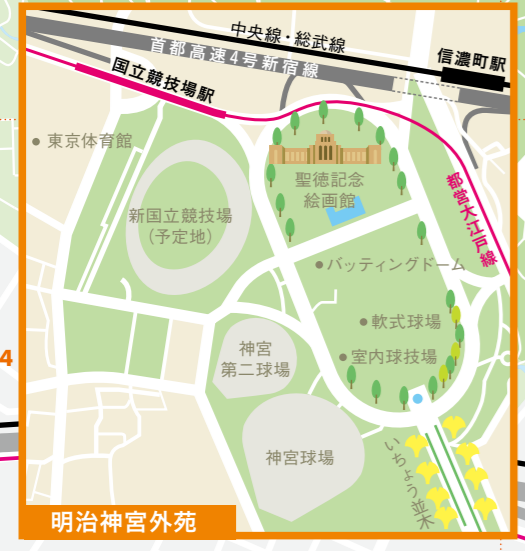 中央線・総武線
首都高速4号新宿線
信濃町駅
国立競技場駅
東京体育館
聖徳記念
絵画館
都営大江戸線
新国立競技場
(予定地)
バッティングドーム
軟式球場
室内球技場
神宮
第二球場
4
神宮球場
いちょう並木
明治神宮外苑